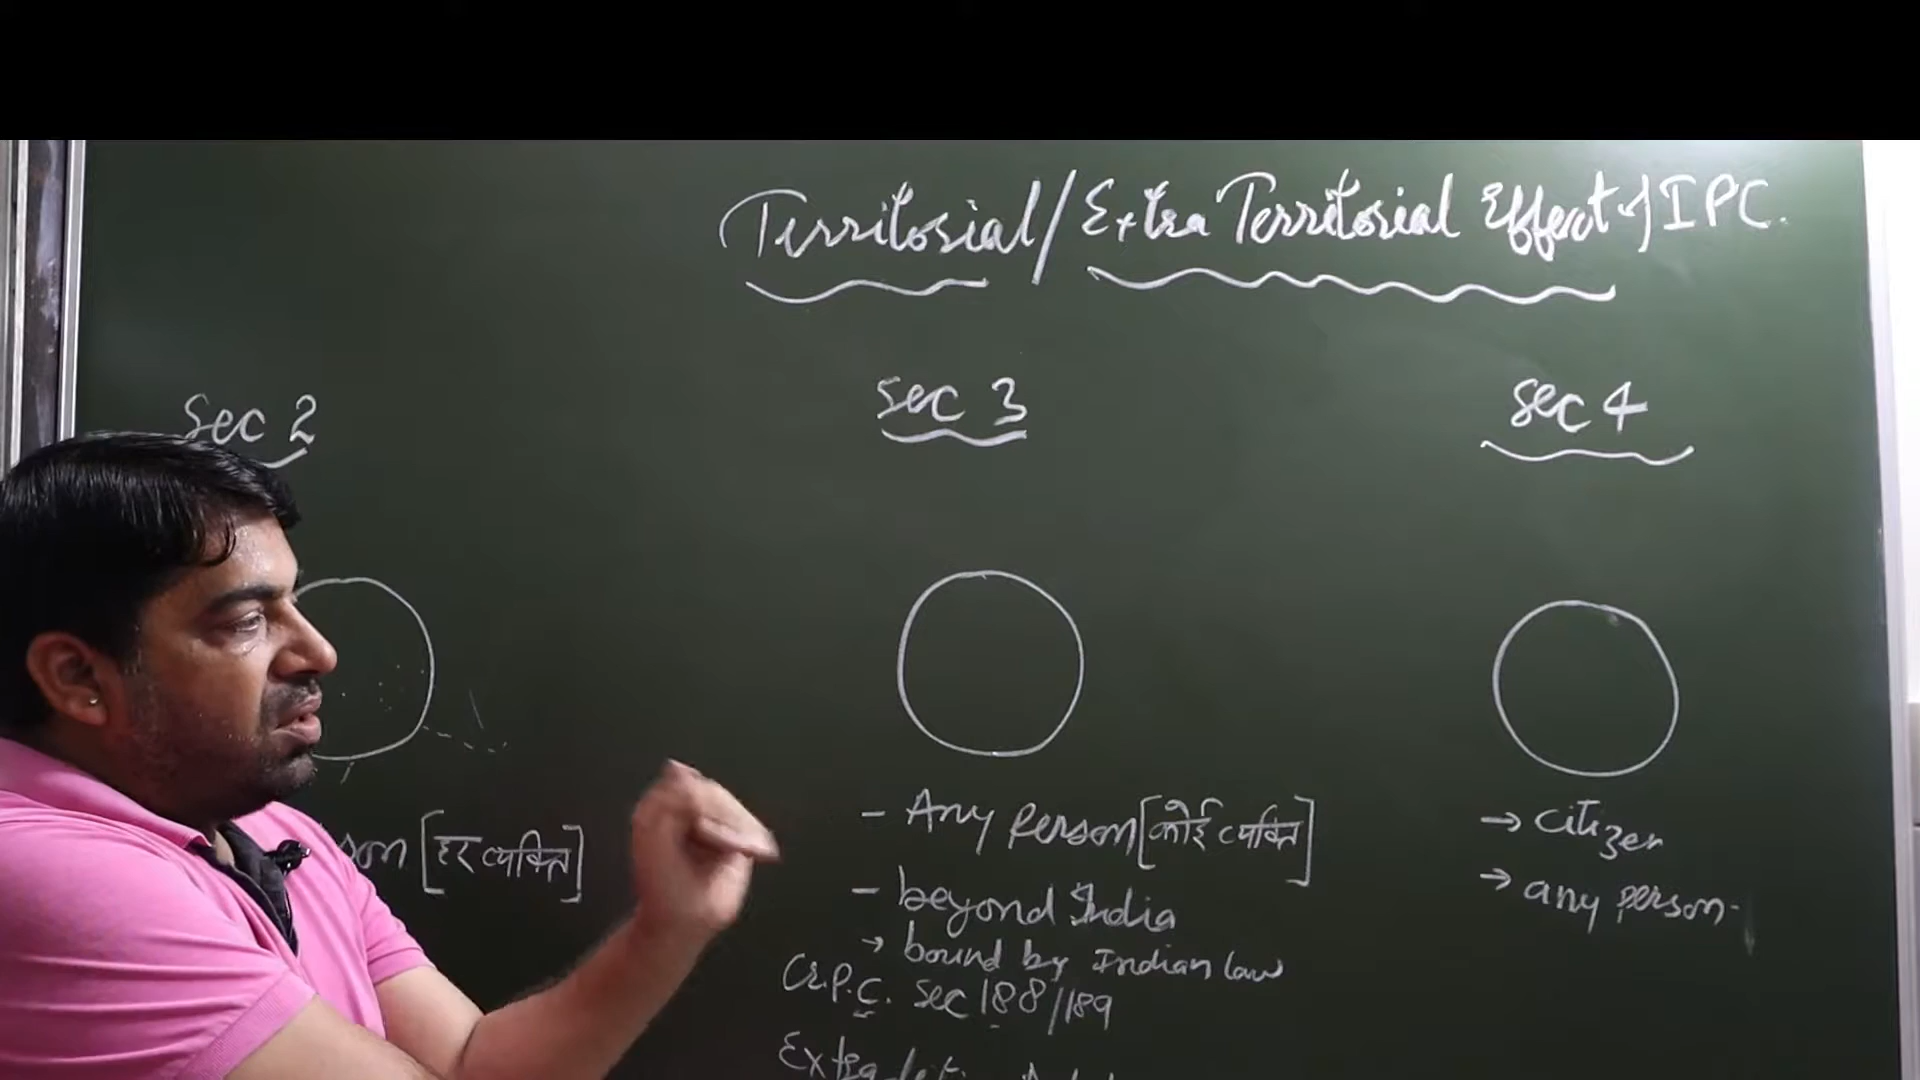 Territorial/Extra Territorial Effect of IPC.
Sec 2
Sec 3
Sec 4
son [हर व्यक्ति]
- Any Person [कोई व्यक्ति]
- beyond India
→ bound by Indian law
Cr.P.C. Sec 188/189
→ citizen
→ any person-